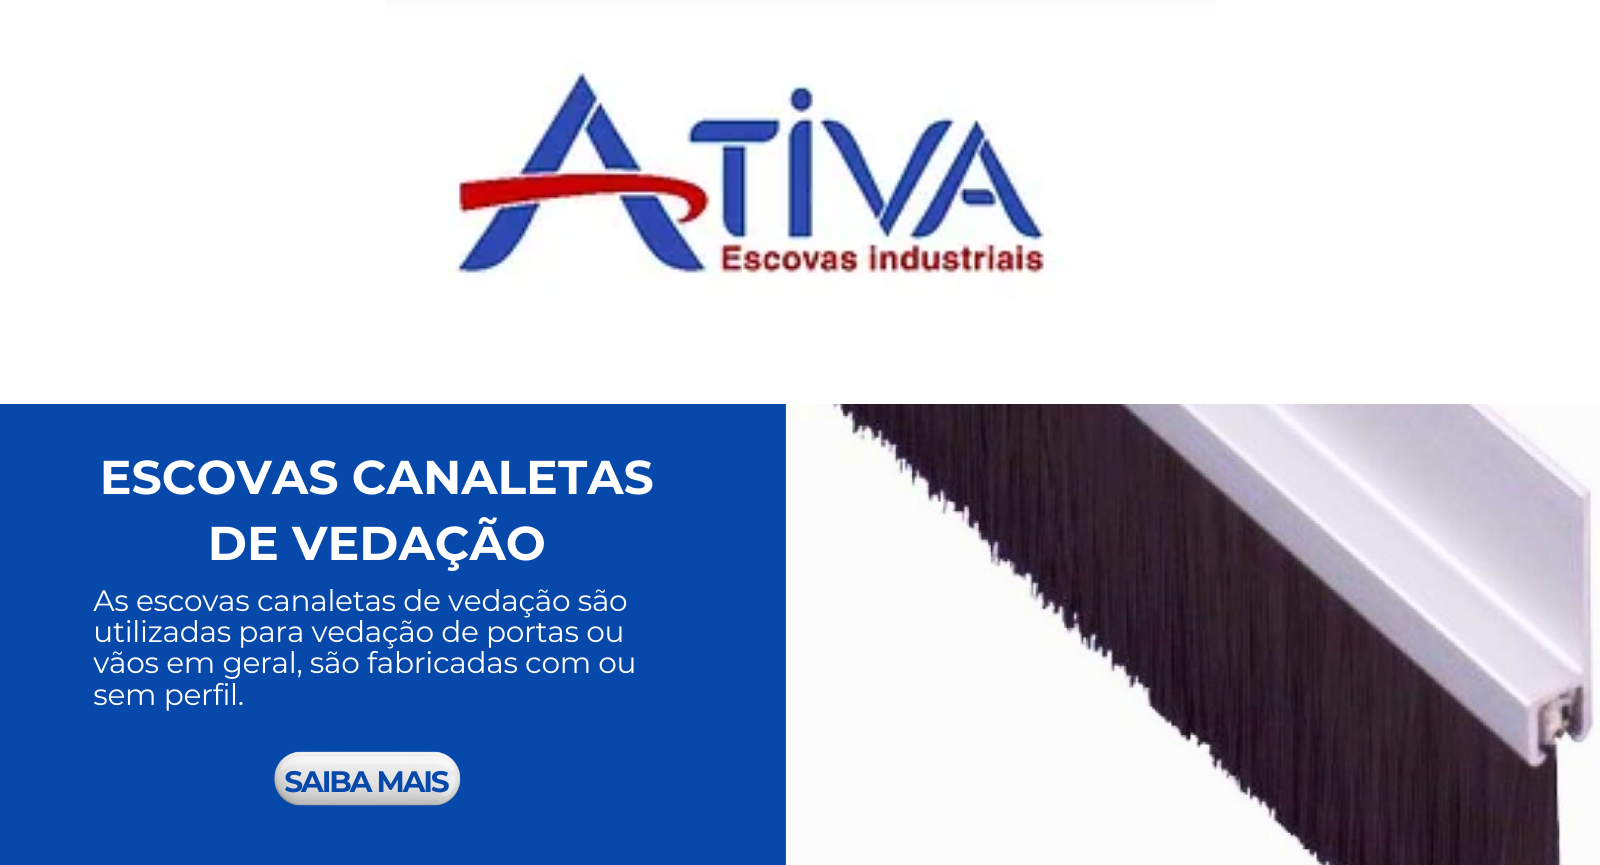 ATiVA
Escovas industriais
ESCOVAS CANALETAS
DE VEDAÇÃO
As escovas canaletas de vedação são
utilizadas para vedação de portas ou
vãos em geral, são fabricadas com ou
sem perfil.
SAIBA MAIS